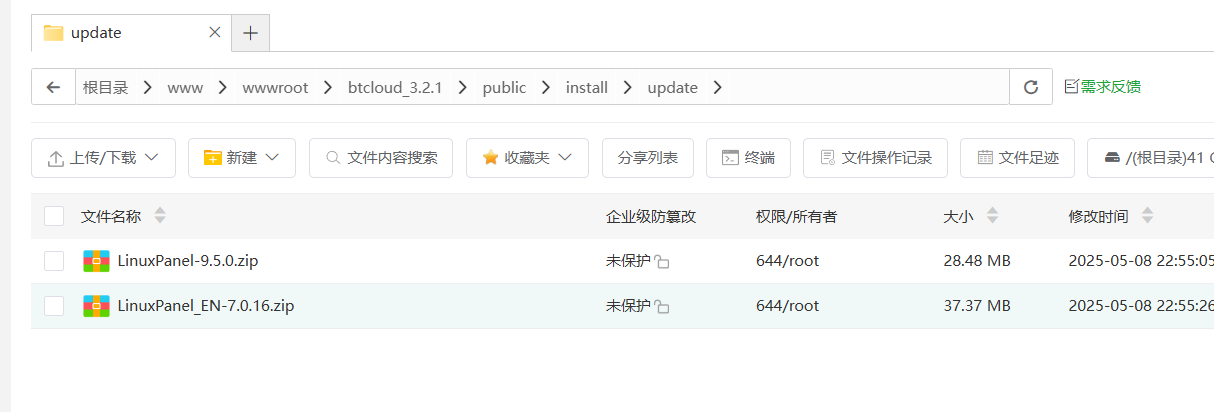 update
根目录 www wwwroot btcloud_3.2.1 public install update 需求反馈
上传/下载 新建 文件内容搜索 收藏夹 分享列表 终端 文件操作记录 文件足迹 /(根目录)41
文件名称 企业级防篡改 权限/所有者 大小 修改时间
LinuxPanel-9.5.0.zip 未保护 644/root 28.48 MB 2025-05-08 22:55:05
LinuxPanel_EN-7.0.16.zip 未保护 644/root 37.37 MB 2025-05-08 22:55:26